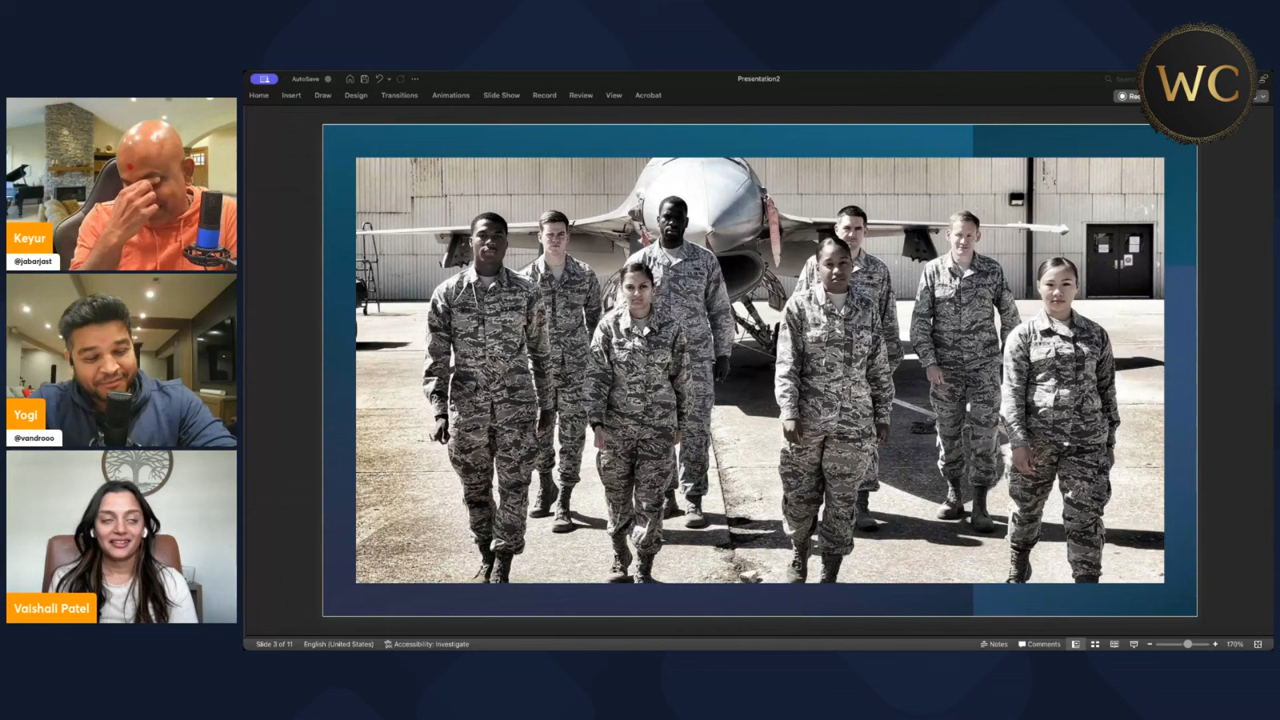 WC
AutoSave
Presentation2
Home Insert Draw Design Transitions Animations Slide Show Record Review View Acrobat
Keyur
@jabarjast
Yogi
@vandrooo
Vaishali Patel
Slide 3 of 11 English (United States) Accessibility: Investigate Notes Comments 170%